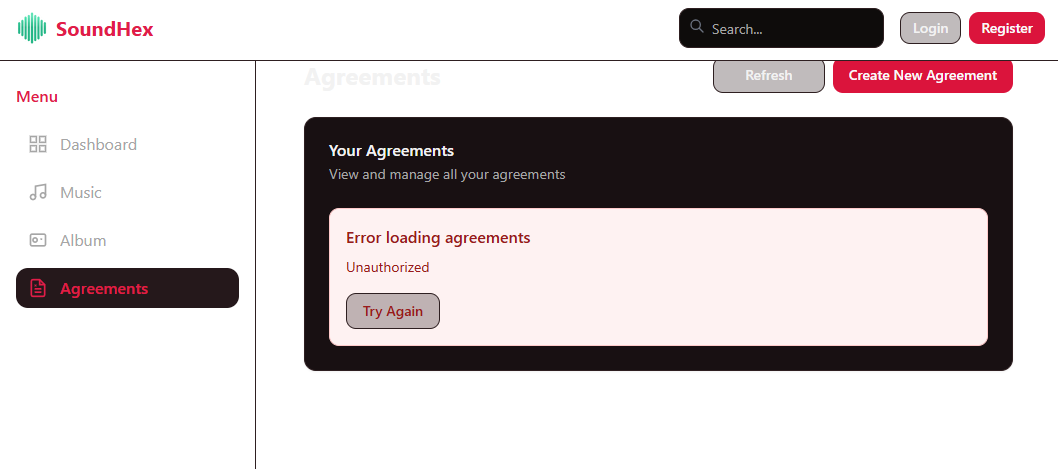 SoundHex
Search...
Login
Register
Menu
Dashboard
Music
Album
Agreements
Agreements
Refresh
Create New Agreement
Your Agreements
View and manage all your agreements
Error loading agreements
Unauthorized
Try Again